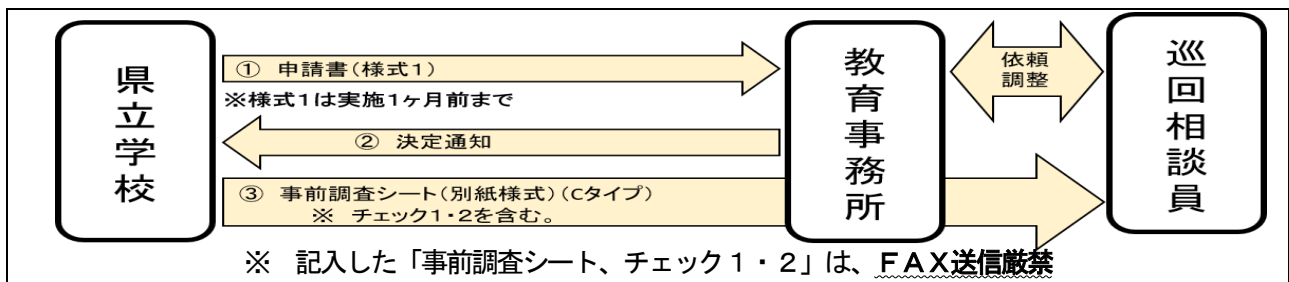 県立学校
① 申請書(様式1)
※様式1は実施1ヶ月前まで
② 決定通知
③ 事前調査シート(別紙様式)(Cタイプ)
※ チェック1・2を含む。
教育事務所
依頼
調整
巡回相談員
※ 記入した「事前調査シート、チェック1・2」は、FAX送信厳禁